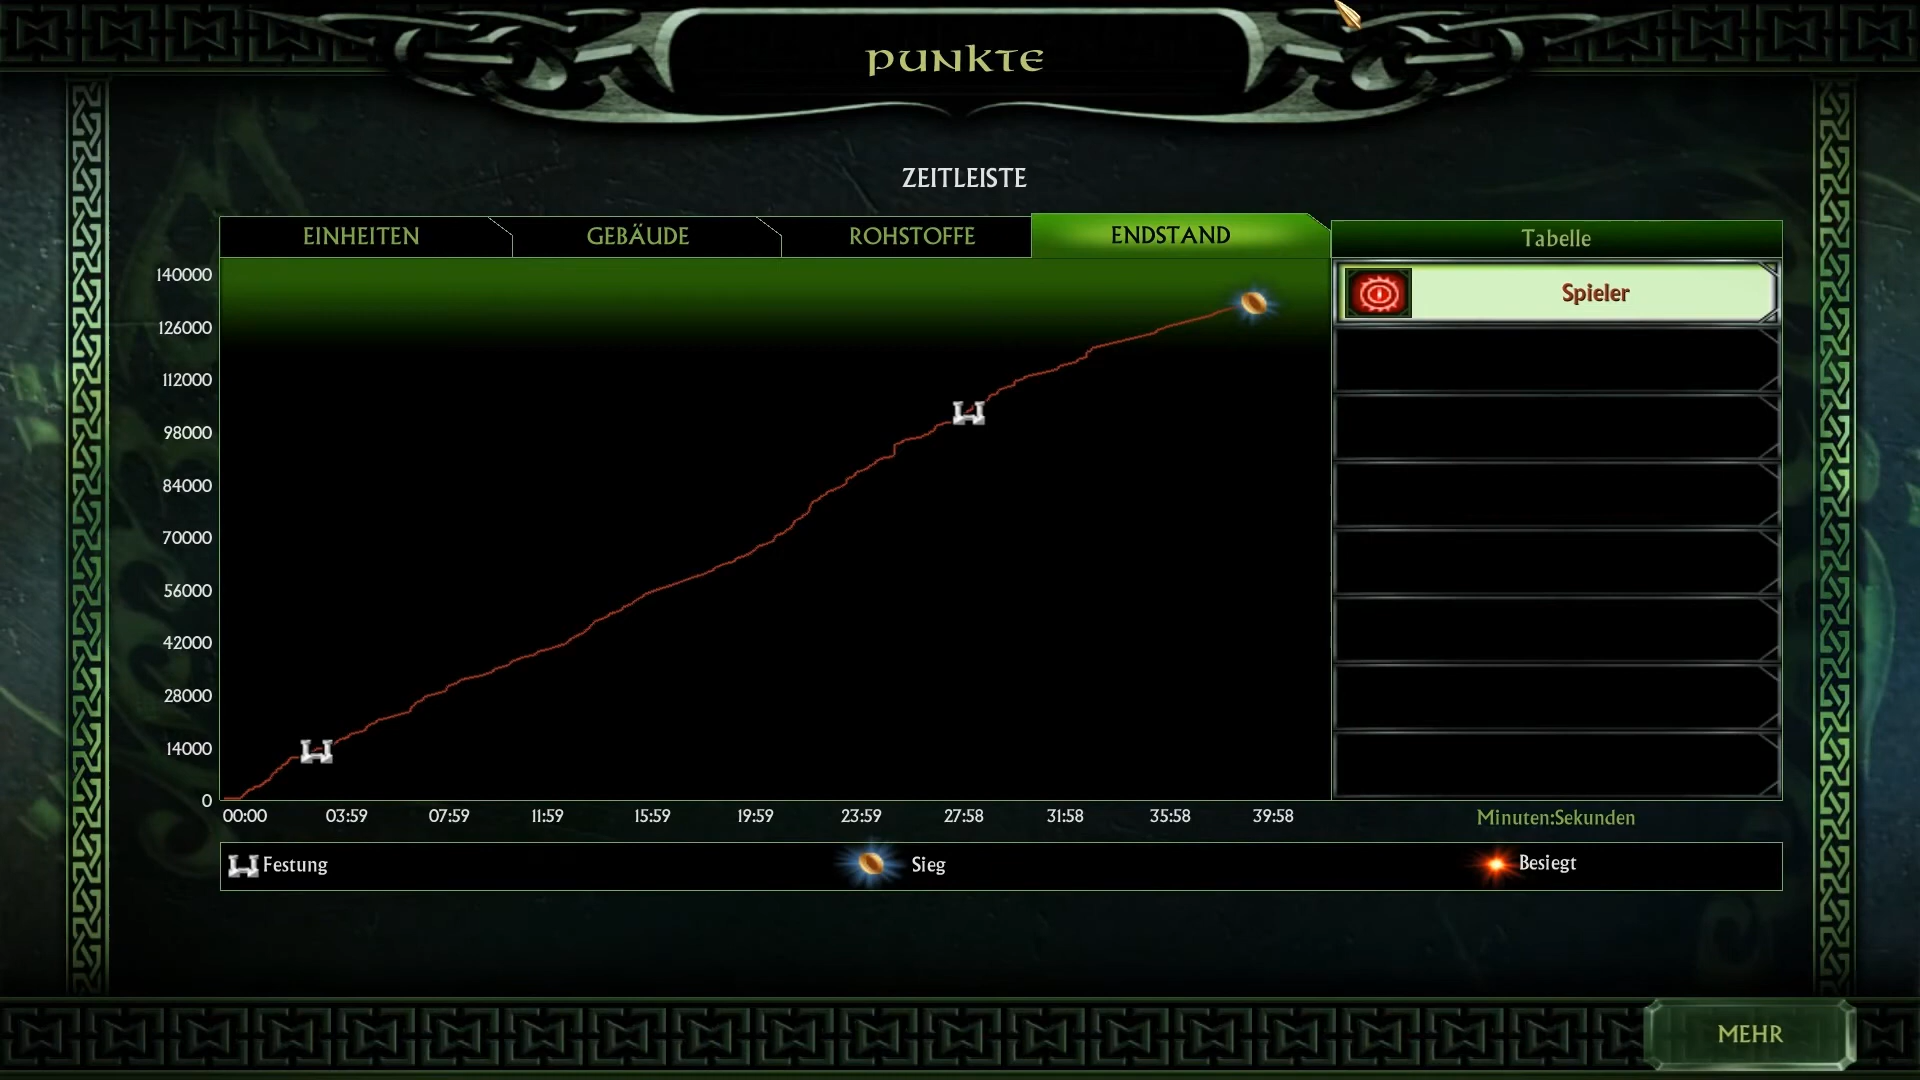 PUNKTE
ZEITLEISTE
EINHEITEN GEBÄUDE ROHSTOFFE ENDSTAND Tabelle
Spieler
140000
126000
112000
98000
84000
70000
56000
42000
28000
14000
0
00:00 03:59 07:59 11:59 15:59 19:59 23:59 27:58 31:58 35:58 39:58 Minuten:Sekunden
Festung Sieg Besiegt
MEHR